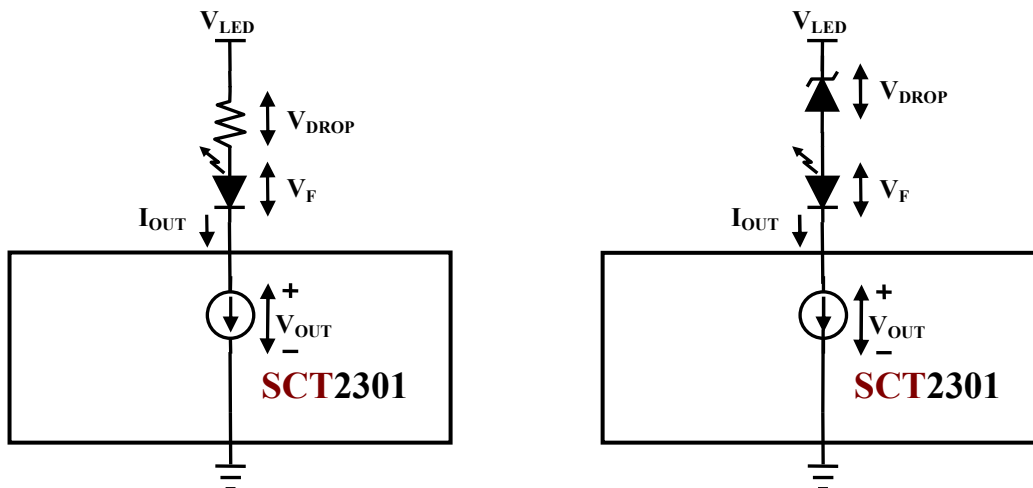 VLED
VDROP
VF
IOUT
+
VOUT
−
SCT2301
VLED
VDROP
VF
IOUT
+
VOUT
−
SCT2301